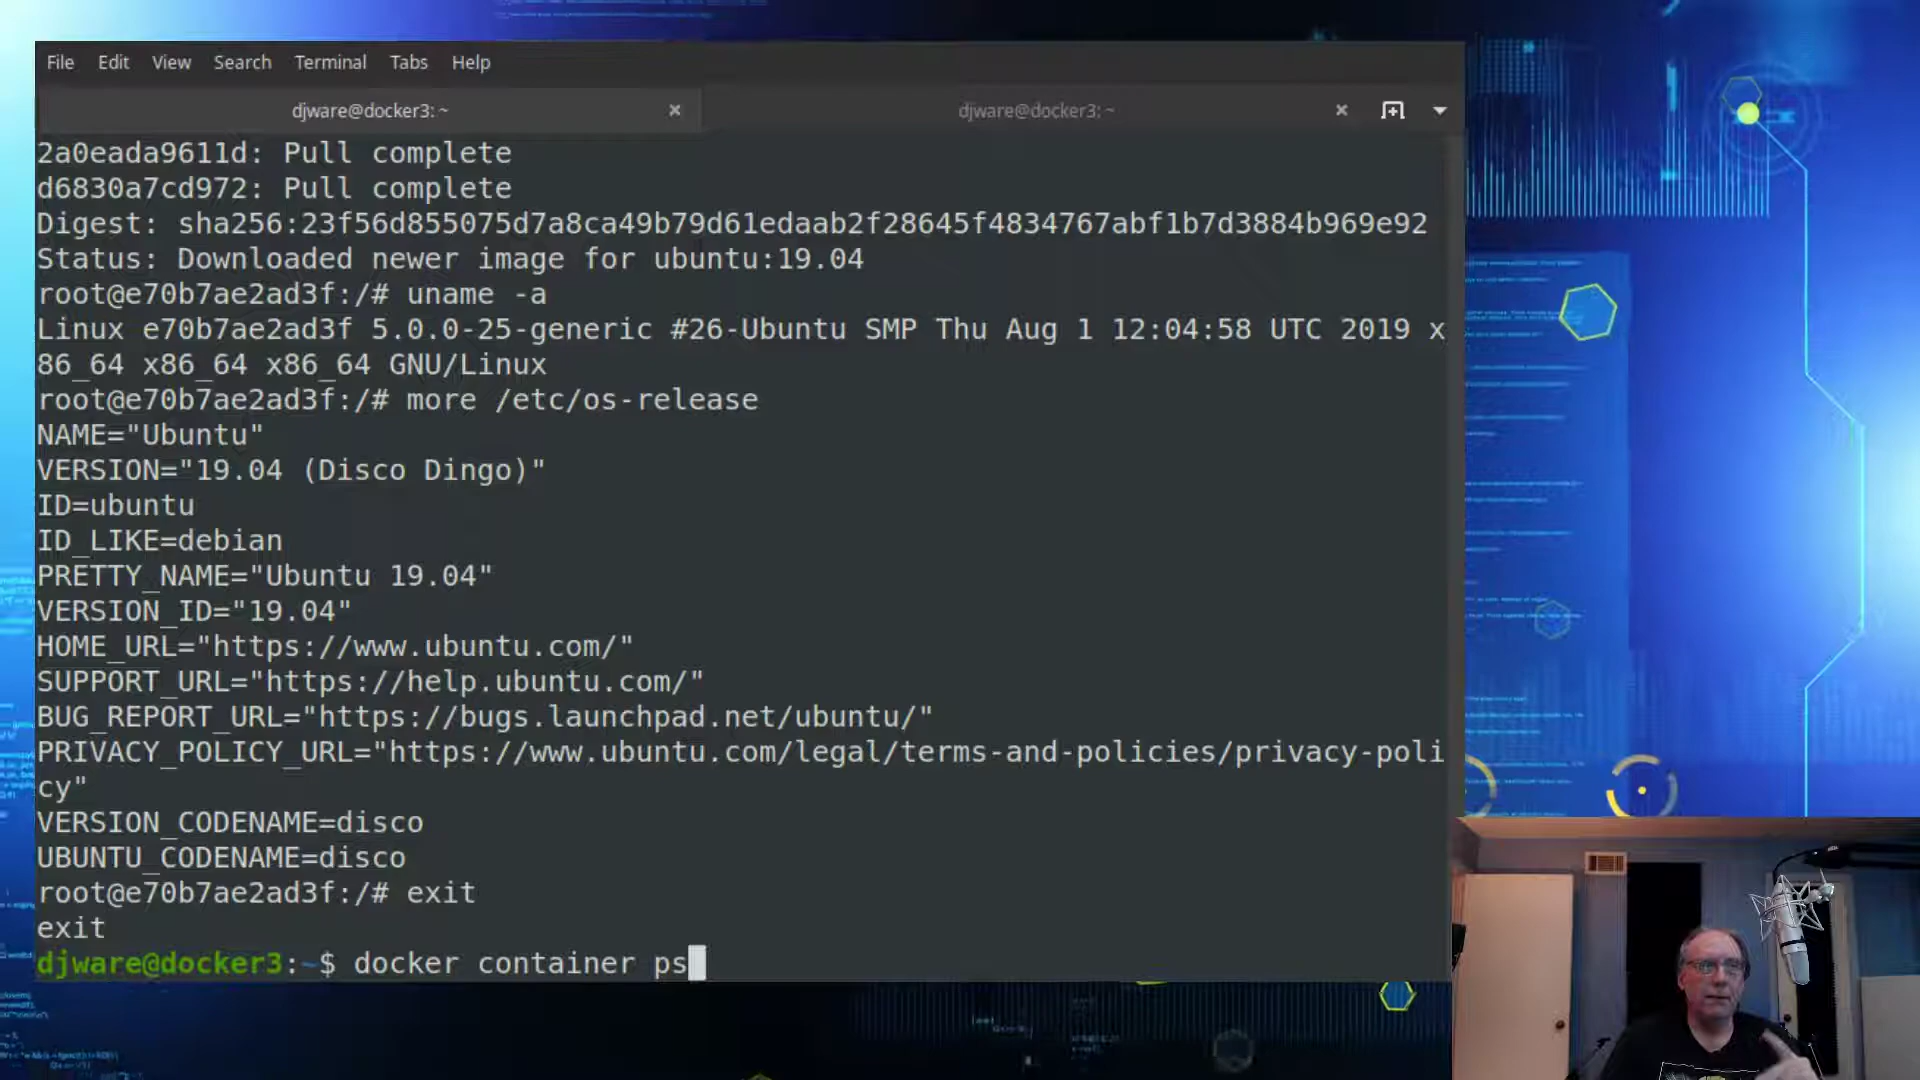 File Edit View Search Terminal Tabs Help
djware@docker3: ~ djware@docker3: ~
2a0eada9611d: Pull complete
d6830a7cd972: Pull complete
Digest: sha256:23f56d855075d7a8ca49b79d61edaab2f28645f4834767abf1b7d3884b969e92
Status: Downloaded newer image for ubuntu:19.04
root@e70b7ae2ad3f:/# uname -a
Linux e70b7ae2ad3f 5.0.0-25-generic #26-Ubuntu SMP Thu Aug 1 12:04:58 UTC 2019 x
86_64 x86_64 x86_64 GNU/Linux
root@e70b7ae2ad3f:/# more /etc/os-release
NAME="Ubuntu"
VERSION="19.04 (Disco Dingo)"
ID=ubuntu
ID_LIKE=debian
PRETTY_NAME="Ubuntu 19.04"
VERSION_ID="19.04"
HOME_URL="https://www.ubuntu.com/"
SUPPORT_URL="https://help.ubuntu.com/"
BUG_REPORT_URL="https://bugs.launchpad.net/ubuntu/"
PRIVACY_POLICY_URL="https://www.ubuntu.com/legal/terms-and-policies/privacy-poli
cy"
VERSION_CODENAME=disco
UBUNTU_CODENAME=disco
root@e70b7ae2ad3f:/# exit
exit
djware@docker3:~$ docker container ps